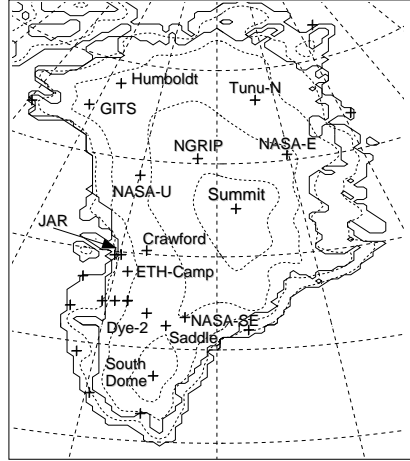 Humboldt
Tunu-N
GITS
NGRIP
NASA-E
NASA-U
Summit
JAR
Crawford
ETH-Camp
Dye-2
NASA-SE
Saddle
South
Dome